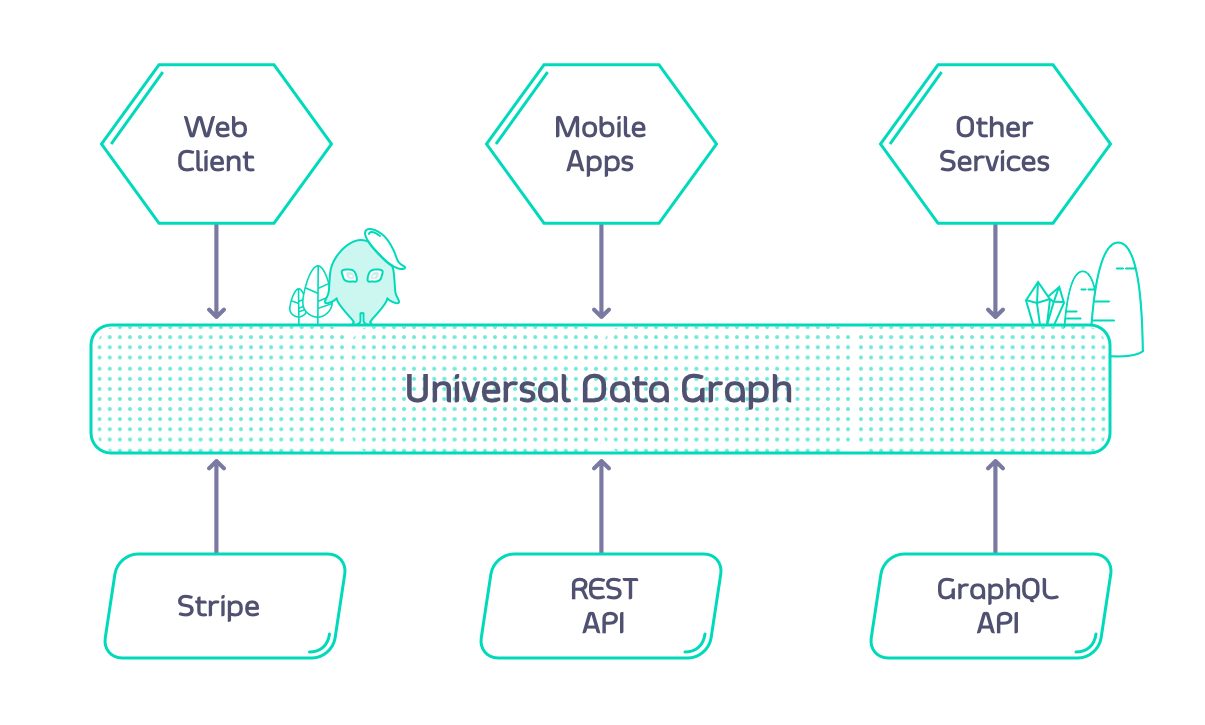 Web
Client
Mobile
Apps
Other
Services
Universal Data Graph
Stripe
REST
API
GraphQL
API